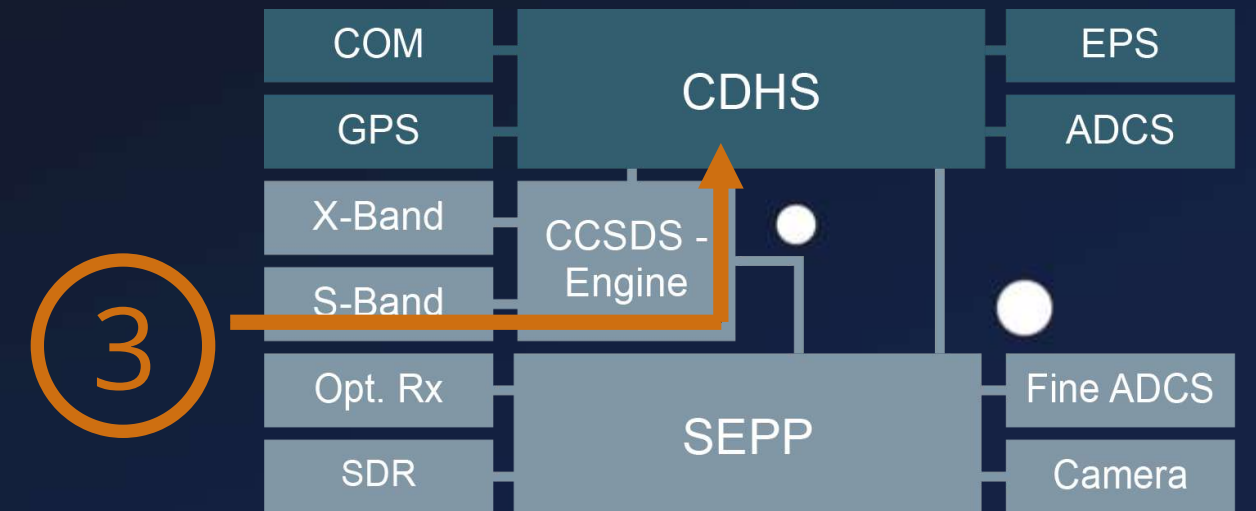 COM
CDHS
EPS
GPS
ADCS
X-Band
CCSDS -
Engine
S-Band
3
Opt. Rx
SEPP
Fine ADCS
SDR
Camera